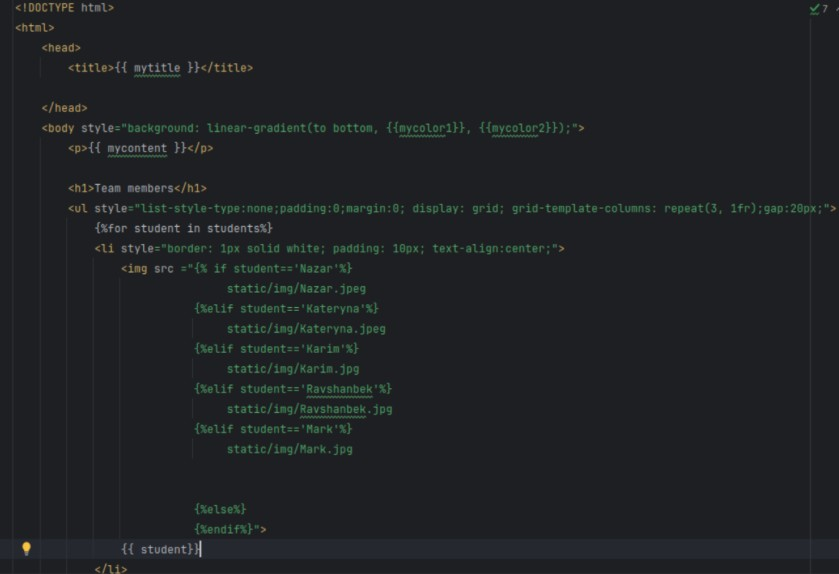 <!DOCTYPE html>
7
<html>
<head>
<title>{{ mytitle }}</title>
</head>
<body style="background: linear-gradient(to bottom, {{mycolor1}}, {{mycolor2}});">
<p>{{ mycontent }}</p>
<h1>Team members</h1>
<ul style="list-style-type:none;padding:0;margin:0; display: grid; grid-template-columns: repeat(3, 1fr);gap:20px;">
{%for student in students%}
<li style="border: 1px solid white; padding: 10px; text-align:center;">
<img src ="{% if student=='Nazar'%}
static/img/Nazar.jpeg
{%elif student=='Kateryna'%}
static/img/Kateryna.jpeg
{%elif student=='Karim'%}
static/img/Karim.jpg
{%elif student=='Ravshanbek'%}
static/img/Ravshanbek.jpg
{%elif student=='Mark'%}
static/img/Mark.jpg
{%else%}
{%endif%}">
{{ student}}
</li>